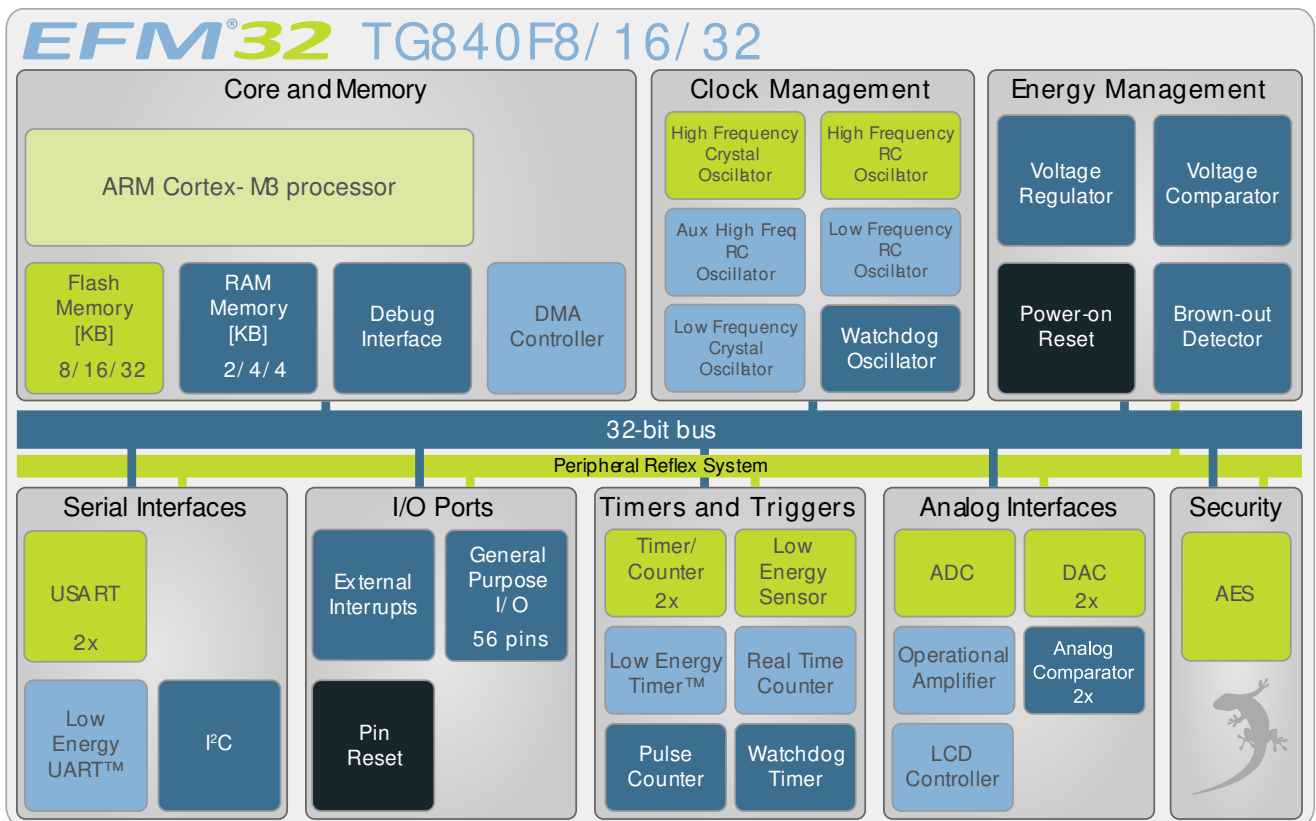 EFM®32 TG840F8/16/32
Core and Memory
ARM Cortex-M3 processor
Flash
Memory
[KB]
8/16/32
RAM
Memory
[KB]
2/4/4
Debug
Interface
DMA
Controller
Clock Management
High Frequency
Crystal
Oscillator
High Frequency
RC
Oscillator
Aux High Freq
RC
Oscillator
Low Frequency
RC
Oscillator
Low Frequency
Crystal
Oscillator
Watchdog
Oscillator
Energy Management
Voltage
Regulator
Voltage
Comparator
Power-on
Reset
Brown-out
Detector
32-bit bus
Peripheral Reflex System
Serial Interfaces
USART
2x
Low
Energy
UART™
I²C
I/O Ports
External
Interrupts
General
Purpose
I/O
56 pins
Pin
Reset
Timers and Triggers
Timer/
Counter
2x
Low
Energy
Sensor
Low Energy
Timer™
Real Time
Counter
Pulse
Counter
Watchdog
Timer
Analog Interfaces
ADC
DAC
2x
Operational
Amplifier
Analog
Comparator
2x
LCD
Controller
Security
AES